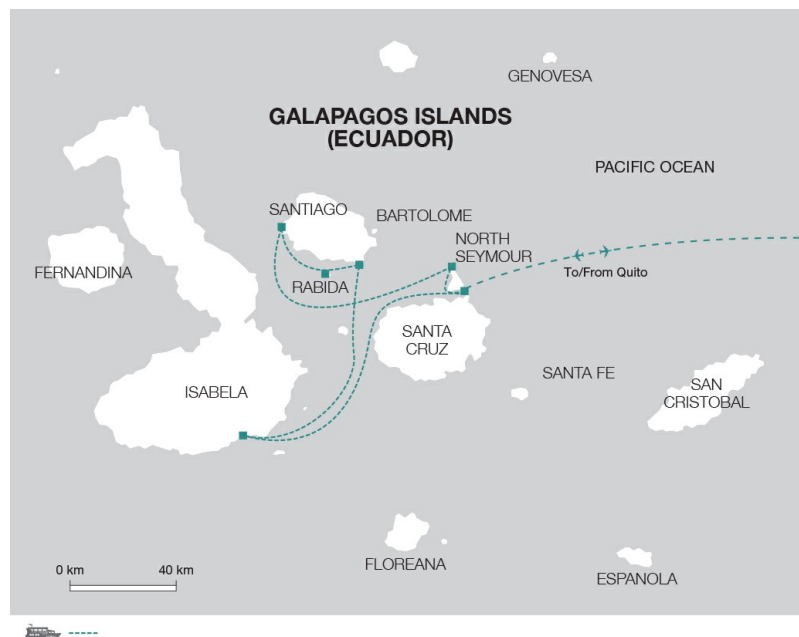 GENOVESA
GALAPAGOS ISLANDS
(ECUADOR)
PACIFIC OCEAN
SANTIAGO
BARTOLOME
NORTH
SEYMOUR
FERNANDINA
RABIDA
To/From Quito
SANTA
CRUZ
ISABELA
SANTA FE
SAN
CRISTOBAL
0 km
40 km
FLOREANA
ESPANOLA